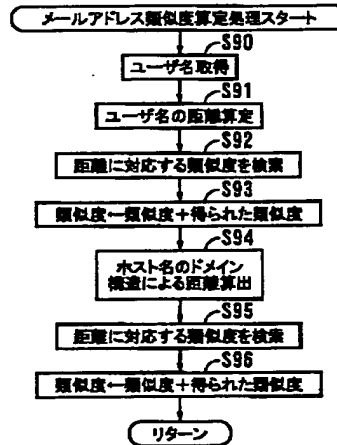 メールアドレス類似度算定処理スタート
S90
ユーザ名取得
S91
ユーザ名の距離算定
S92
距離に対応する類似度を検索
S93
類似度←類似度+得られた類似度
S94
ホスト名のドメイン
構造による距離算出
S95
距離に対応する類似度を検索
S96
類似度←類似度+得られた類似度
リターン